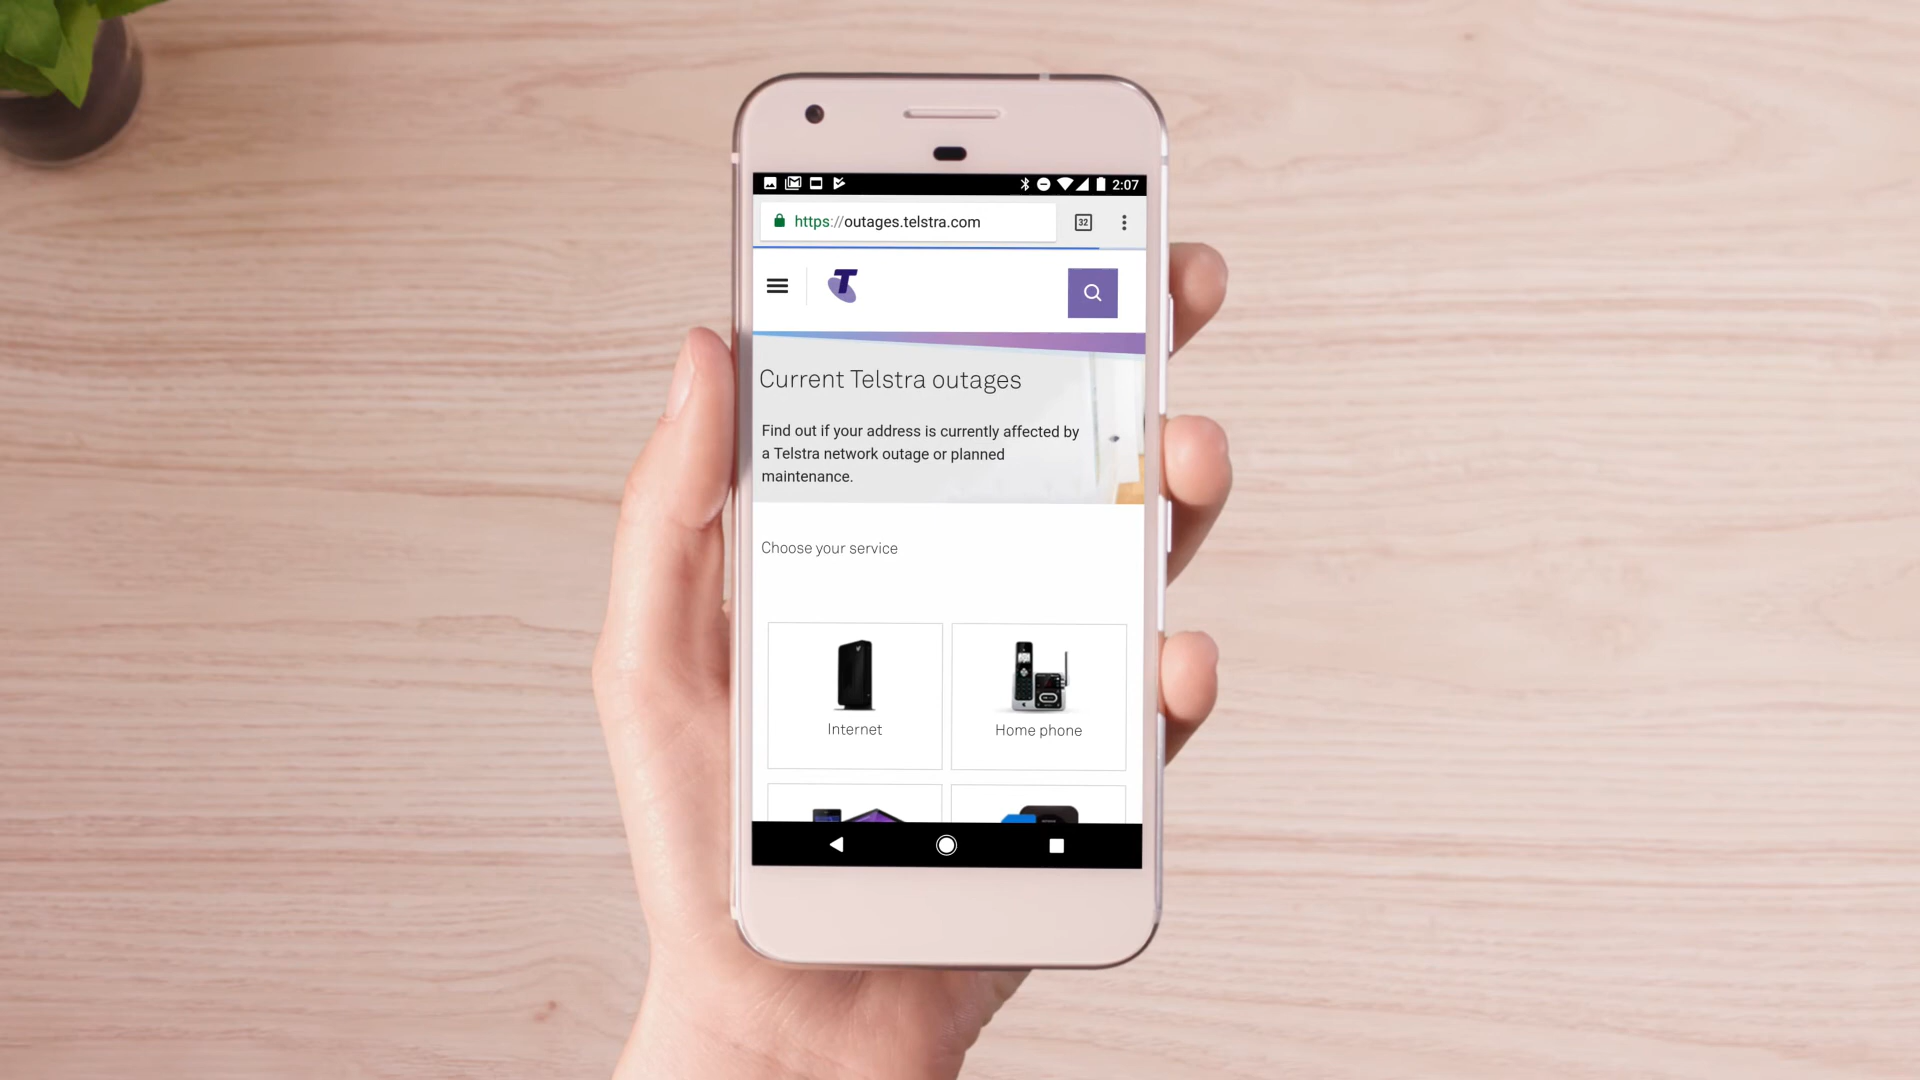 2:07
https://outages.telstra.com
32
T
Current Telstra outages
Find out if your address is currently affected by
a Telstra network outage or planned
maintenance.
Choose your service
Internet
Home phone